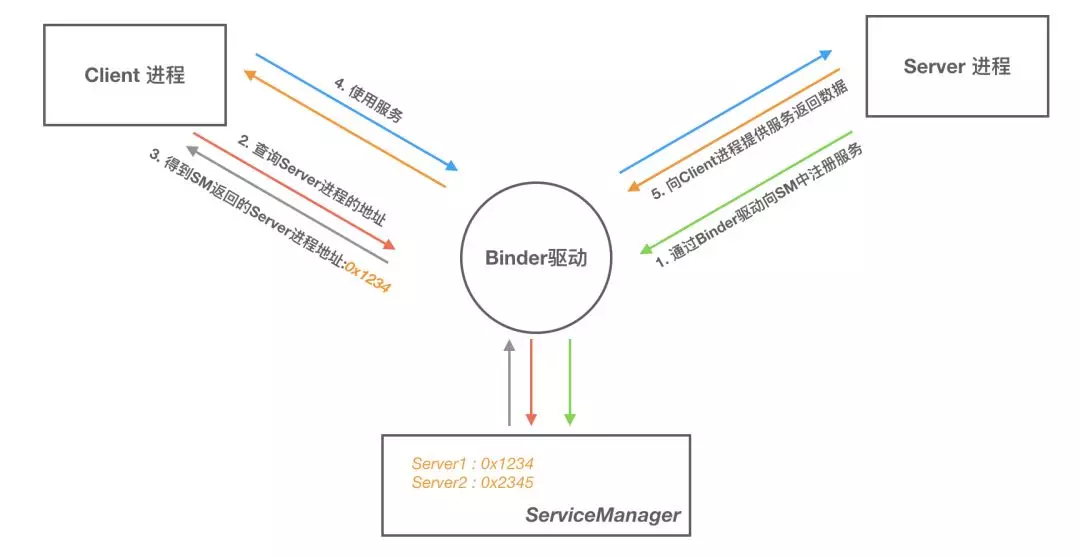 Client 进程
Server 进程
4. 使用服务
2. 查询Server进程的地址
3. 得到SM返回的Server进程地址:0x1234
5. 向Client进程提供服务返回数据
1. 通过Binder驱动向SM中注册服务
Binder驱动
Server1 : 0x1234
Server2 : 0x2345
ServiceManager